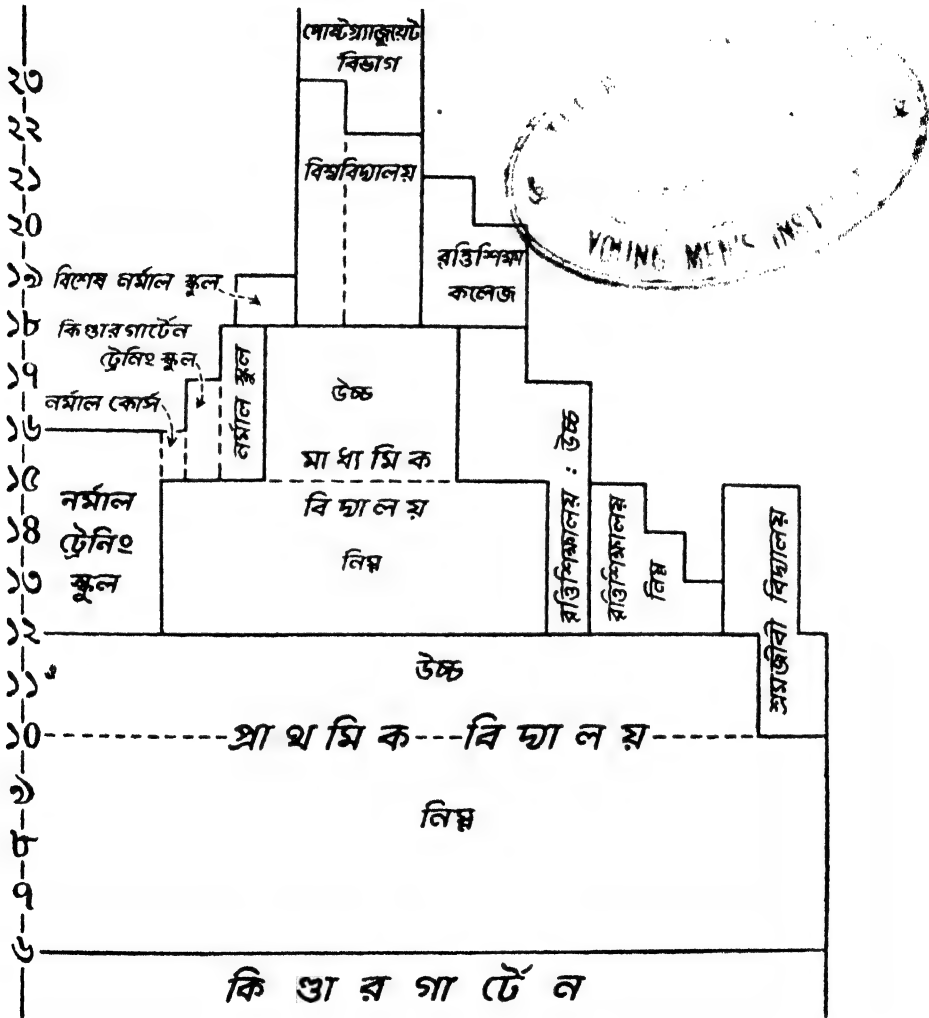 পোষ্টগ্র্যাজুয়েট
বিভাগ
২৩
২২
বিশ্ববিদ্যালয়
২১
২০
YOUNG MEN'S
বৃত্তিশিক্ষা
কলেজ
১৯
বিশেষ নর্মাল স্কুল
১৮
কিণ্ডারগার্টেন
ট্রেনিং স্কুল
১৭
নর্মাল কোর্স
১৬
নর্মাল স্কুল
উচ্চ
মাধ্যমিক
বিদ্যালয়
নিম্ন
বৃত্তিশিক্ষালয় : উচ্চ
বৃত্তিশিক্ষালয়
নিম্ন
শ্রমজীবী বিদ্যালয়
১৫
নর্মাল
ট্রেনিং
স্কুল
১৪
১৩
১২
উচ্চ
১১
১০
প্রাথমিক বিদ্যালয়
৯
নিম্ন
৮
৭
৬
কিণ্ডারগার্টেন